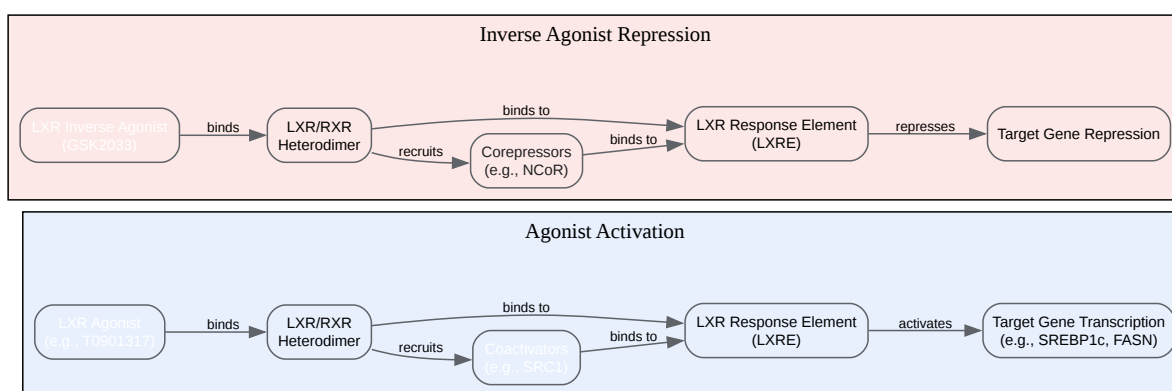 Inverse Agonist Repression
LXR Inverse Agonist
(GSK2033)
binds
LXR/RXR
Heterodimer
binds to
recruits
Corepressors
(e.g., NCoR)
binds to
LXR Response Element
(LXRE)
represses
Target Gene Repression
Agonist Activation
LXR Agonist
(e.g., T0901317)
binds
LXR/RXR
Heterodimer
binds to
recruits
Coactivators
(e.g., SRC1)
binds to
LXR Response Element
(LXRE)
activates
Target Gene Transcription
(e.g., SREBP1c, FASN)